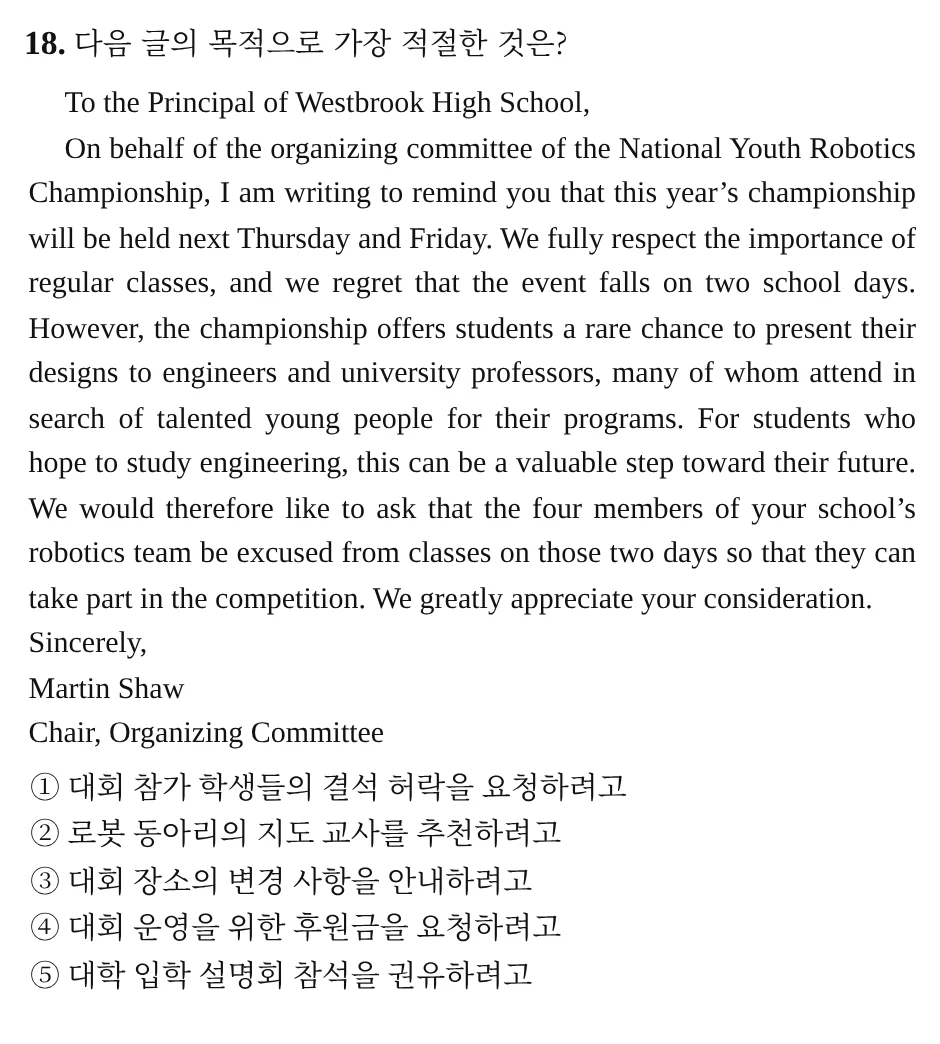 18. 다음 글의 목적으로 가장 적절한 것은?
To the Principal of Westbrook High School,
On behalf of the organizing committee of the National Youth Robotics
Championship, I am writing to remind you that this year’s championship
will be held next Thursday and Friday. We fully respect the importance of
regular classes, and we regret that the event falls on two school days.
However, the championship offers students a rare chance to present their
designs to engineers and university professors, many of whom attend in
search of talented young people for their programs. For students who
hope to study engineering, this can be a valuable step toward their future.
We would therefore like to ask that the four members of your school’s
robotics team be excused from classes on those two days so that they can
take part in the competition. We greatly appreciate your consideration.
Sincerely,
Martin Shaw
Chair, Organizing Committee
① 대회 참가 학생들의 결석 허락을 요청하려고
② 로봇 동아리의 지도 교사를 추천하려고
③ 대회 장소의 변경 사항을 안내하려고
④ 대회 운영을 위한 후원금을 요청하려고
⑤ 대학 입학 설명회 참석을 권유하려고